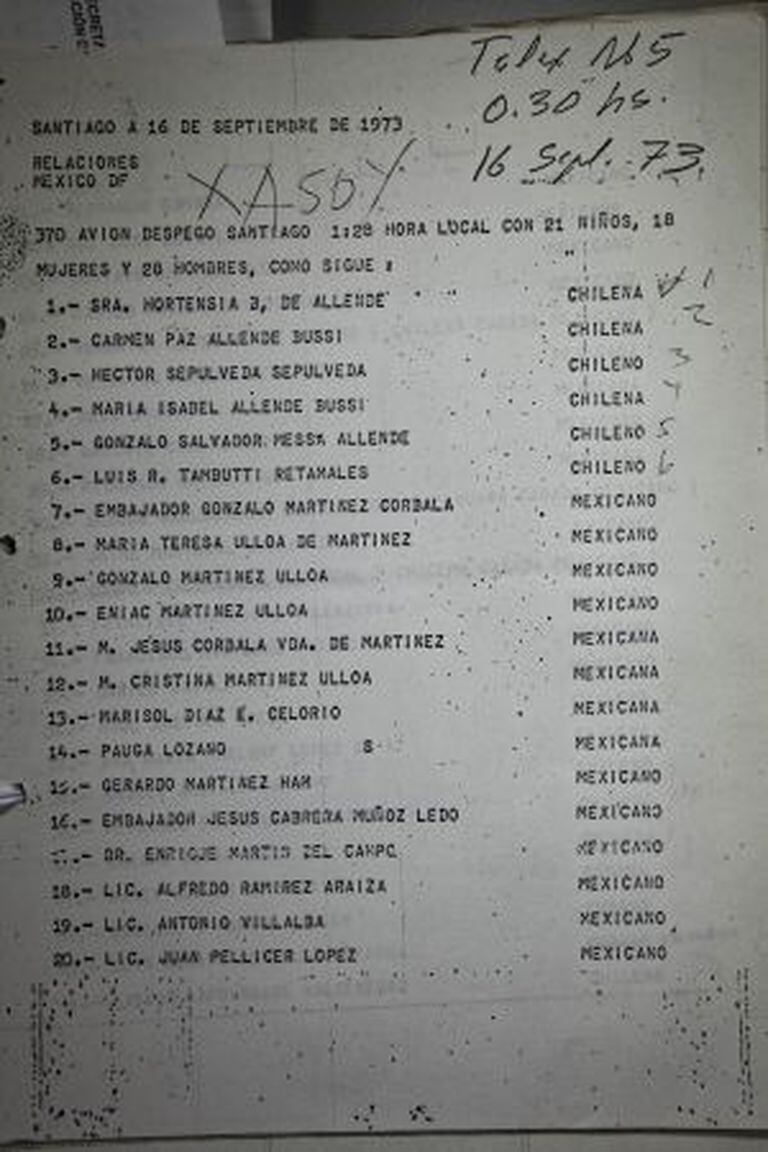 Telex No 5
0.30 hs.
SANTIAGO A 16 DE SEPTIEMBRE DE 1973
16 Sept. 73.
RELACIONES
MEXICO DF
370 AVION DESPEGO SANTIAGO 1:28 HORA LOCAL CON 21 NIÑOS, 18
MUJERES Y 28 HOMBRES, COMO SIGUE :
1.- SRA. HORTENSIA B, DE ALLENDE CHILENA 1
2.- CARMEN PAZ ALLENDE BUSSI CHILENA 2
3.- HECTOR SEPULVEDA SEPULVEDA CHILENO 3
4.- MARIA ISABEL ALLENDE BUSSI CHILENA 4
5.- GONZALO SALVADOR MESSA ALLENDE CHILENO 5
6.- LUIS R. TAMBUTTI RETAMALES CHILENO 6
7.- EMBAJADOR GONZALO MARTINEZ CORBALA MEXICANO
8.- MARIA TERESA ULLOA DE MARTINEZ MEXICANO
9.- GONZALO MARTINEZ ULLOA MEXICANO
10.- ENIAC MARTINEZ ULLOA MEXICANO
11.- M. JESUS CORBALA VDA. DE MARTINEZ MEXICANA
12.- M. CRISTINA MARTINEZ ULLOA MEXICANA
13.- MARISOL DIAZ E. CELORIO MEXICANA
14.- PAUGA LOZANO S MEXICANA
15.- GERARDO MARTINEZ HAM MEXICANO
16.- EMBAJADOR JESUS CABRERA MUÑOZ LEDO MEXICANO
17.- DR. ENRIQUE MARTIN DEL CAMPO MEXICANO
18.- LIC. ALFREDO RAMIREZ ARAIZA MEXICANO
19.- LIC. ANTONIO VILLALBA MEXICANO
20.- LIC. JUAN PELLICER LOPEZ MEXICANO